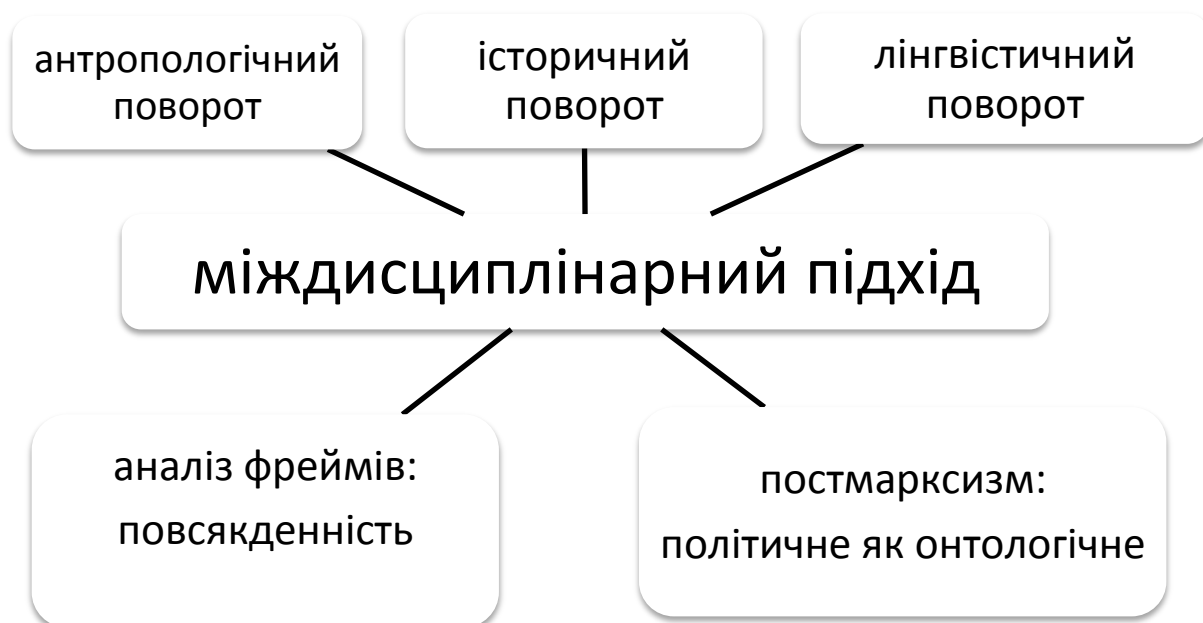 антропологічний
поворот
історичний
поворот
лінгвістичний
поворот
міждисциплінарний підхід
аналіз фреймів:
повсякденність
постмарксизм:
політичне як онтологічне